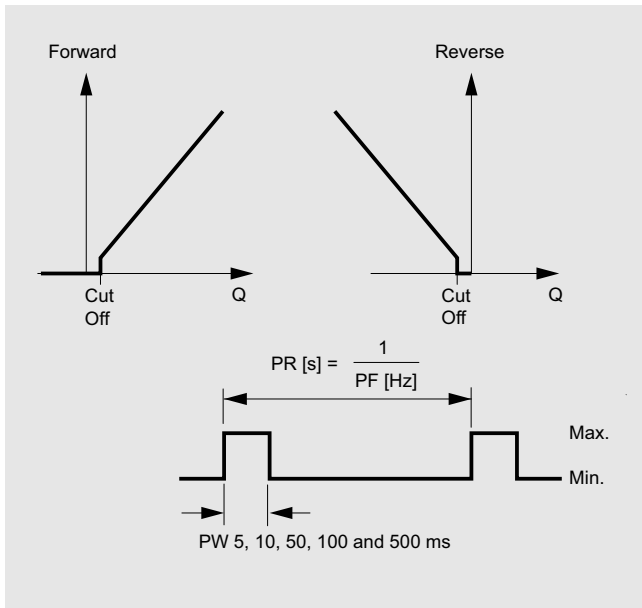 Forward
Reverse
Cut
Off
Q
Cut
Off
Q
PR [s] = 1
PF [Hz]
Max.
Min.
PW 5, 10, 50, 100 and 500 ms